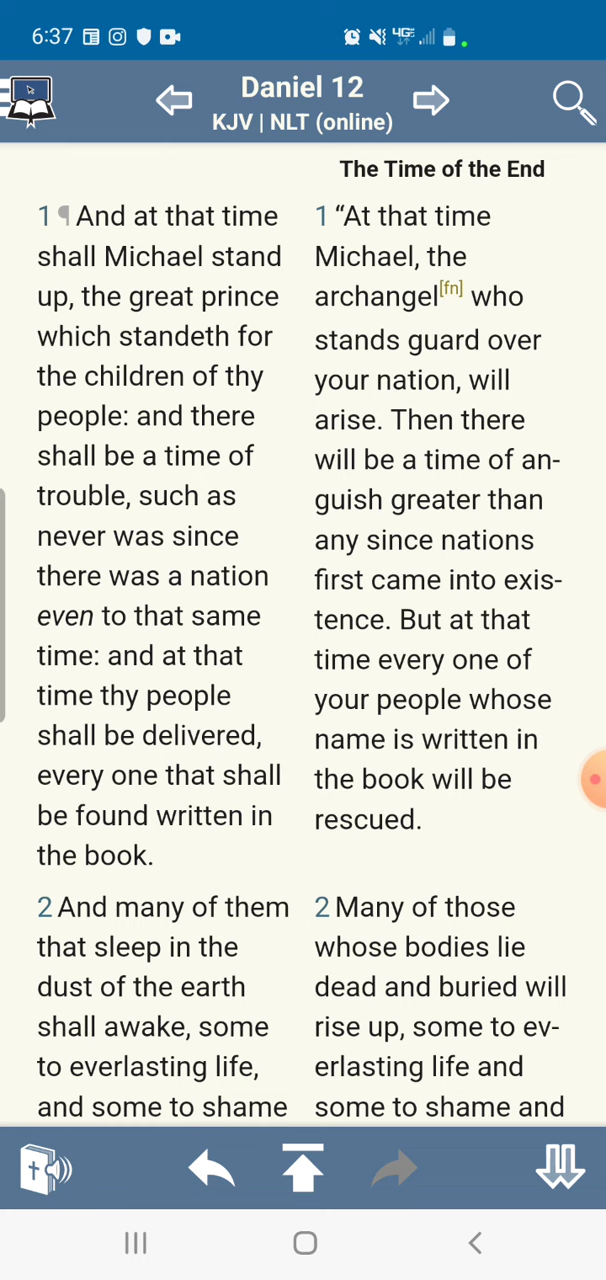 6:37
4GE
Daniel 12
KJV | NLT (online)
The Time of the End
1 ¶ And at that time
shall Michael stand
up, the great prince
which standeth for
the children of thy
people: and there
shall be a time of
trouble, such as
never was since
there was a nation
even to that same
time: and at that
time thy people
shall be delivered,
every one that shall
be found written in
the book.
2 And many of them
that sleep in the
dust of the earth
shall awake, some
to everlasting life,
and some to shame
1 “At that time
Michael, the
archangel[fn] who
stands guard over
your nation, will
arise. Then there
will be a time of an-
guish greater than
any since nations
first came into exis-
tence. But at that
time every one of
your people whose
name is written in
the book will be
rescued.
2 Many of those
whose bodies lie
dead and buried will
rise up, some to ev-
erlasting life and
some to shame and